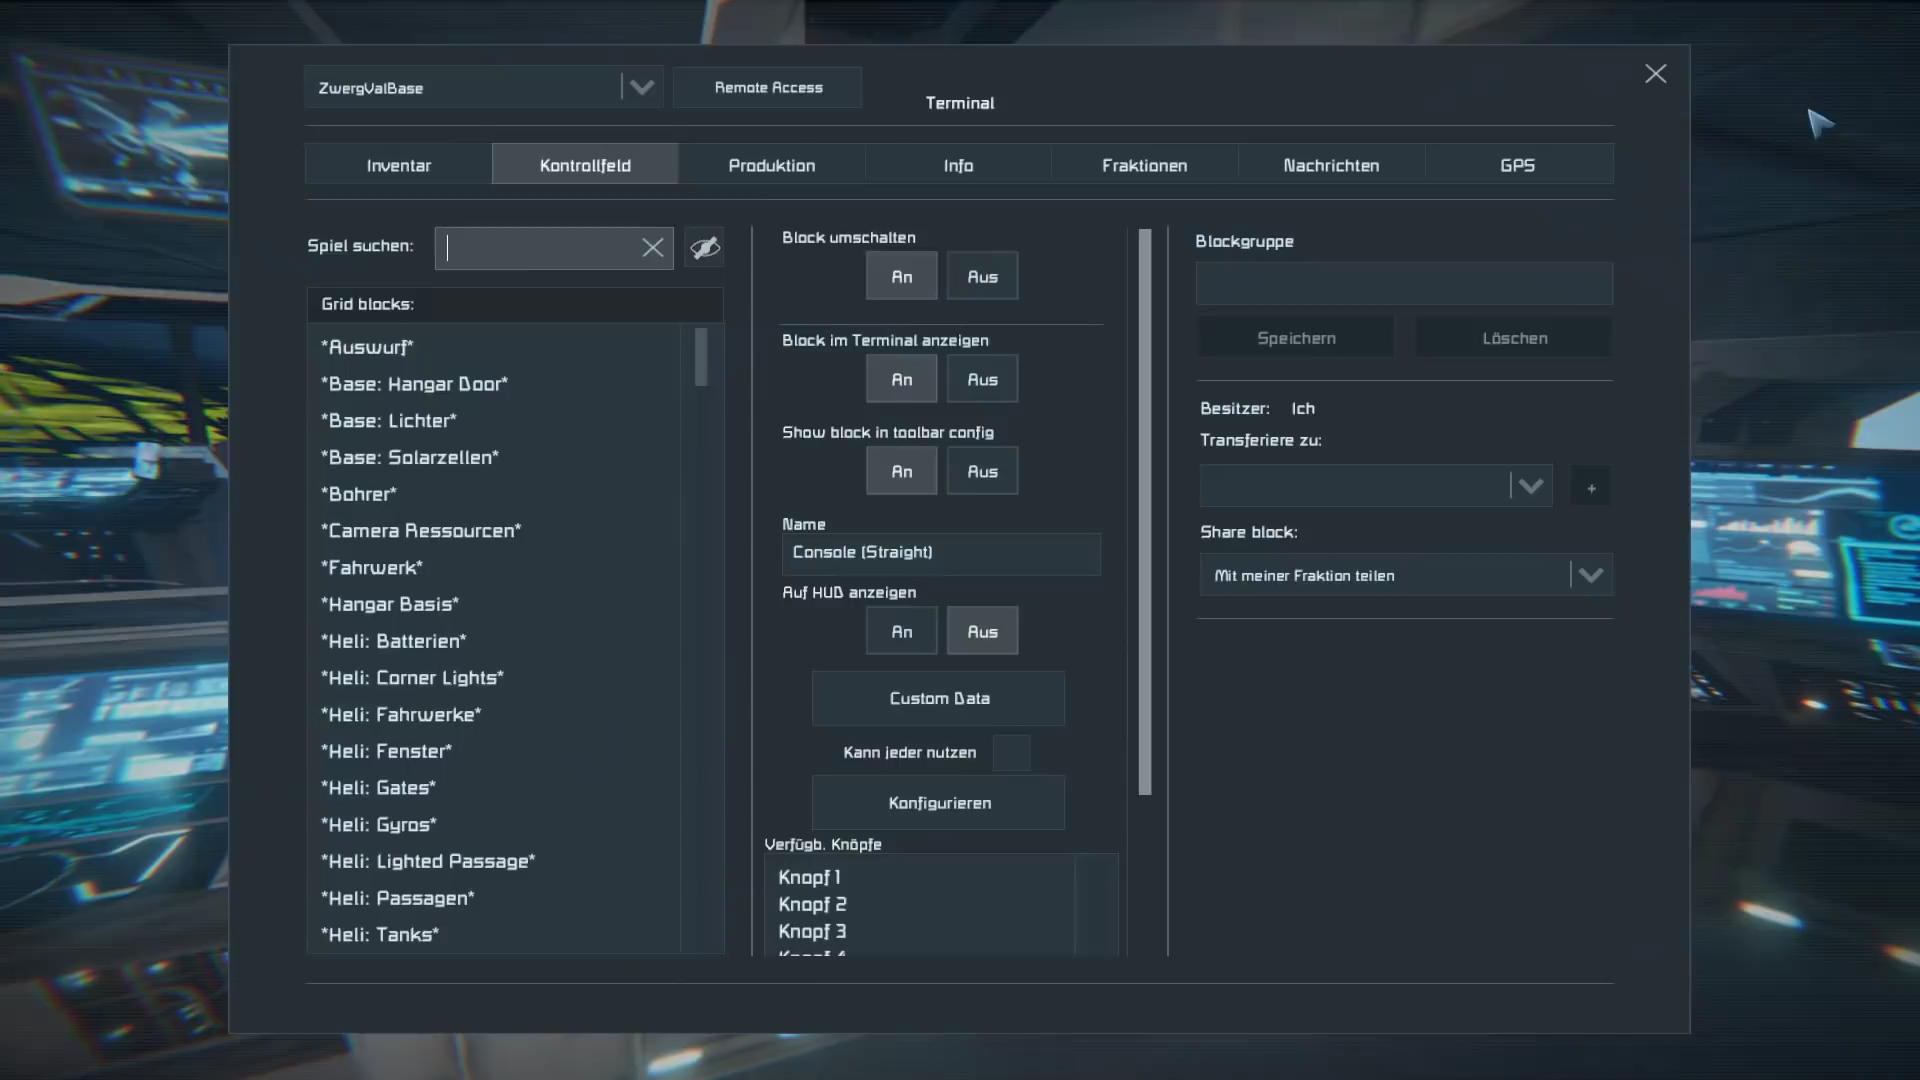 ZwergValBase
Remote Access
Terminal
Inventar
Kontrollfeld
Produktion
Info
Fraktionen
Nachrichten
GPS
Spiel suchen:
Grid blocks:
*Auswurf*
*Base: Hangar Door*
*Base: Lichter*
*Base: Solarzellen*
*Bohrer*
*Camera Ressourcen*
*Fahrwerk*
*Hangar Basis*
*Heli: Batterien*
*Heli: Corner Lights*
*Heli: Fahrwerke*
*Heli: Fenster*
*Heli: Gates*
*Heli: Gyros*
*Heli: Lighted Passage*
*Heli: Passagen*
*Heli: Tanks*
Block umschalten
An
Aus
Block im Terminal anzeigen
An
Aus
Show block in toolbar config
An
Aus
Name
Console (Straight)
Auf HUD anzeigen
An
Aus
Custom Data
Kann jeder nutzen
Konfigurieren
Verfügb. Knöpfe
Knopf 1
Knopf 2
Knopf 3
Knopf 4
Blockgruppe
Speichern
Löschen
Besitzer: Ich
Transferiere zu:
+
Share block:
Mit meiner Fraktion teilen